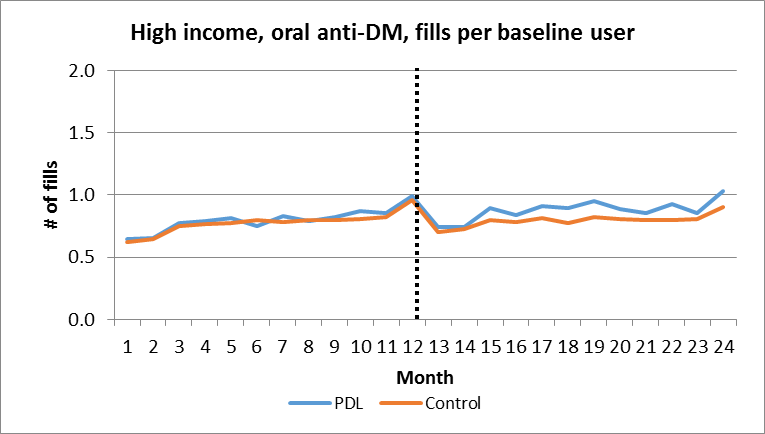 High income, oral anti-DM, fills per baseline user
2.0
1.5
1.0
0.5
0.0
# of fills
1 2 3 4 5 6 7 8 9 10 11 12 13 14 15 16 17 18 19 20 21 22 23 24
Month
PDL Control